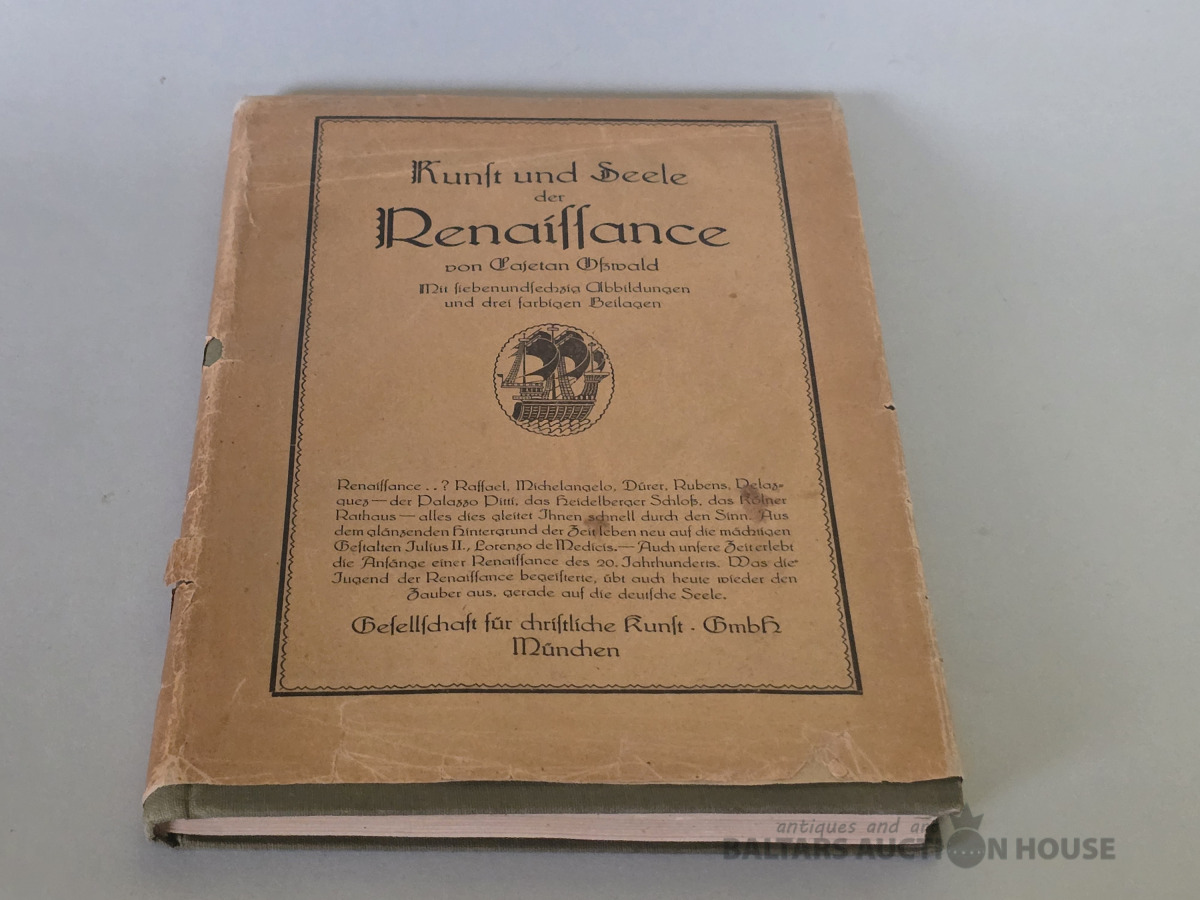 Kunſt und Seele
der
Renaiſſance
von Cajetan Oßwald
Mit ſiebenundſechzig Abbildungen
und drei farbigen Beilagen
Renaiſſance . . ? Raffael, Michelangelo, Dürer, Rubens, Velaz-
quez — der Palazzo Pitti, das Heidelberger Schloß, das Kölner
Rathaus — alles dies gleitet Ihnen schnell durch den Sinn. Aus
dem glänzenden Hintergrund der Zeit leben neu auf die mächtigen
Geſtalten Julius II., Lorenzo de Medicis. — Auch unſere Zeit erlebt
die Anfänge einer Renaiſſance des 20. Jahrhunderts. Was die
Jugend der Renaiſſance begeiſterte, übt auch heute wieder den
Zauber aus, gerade auf die deutſche Seele.
Geſellſchaft für chriſtliche Kunſt . GmbH
München
antiques and ar
BALTARS AUCTION HOUSE